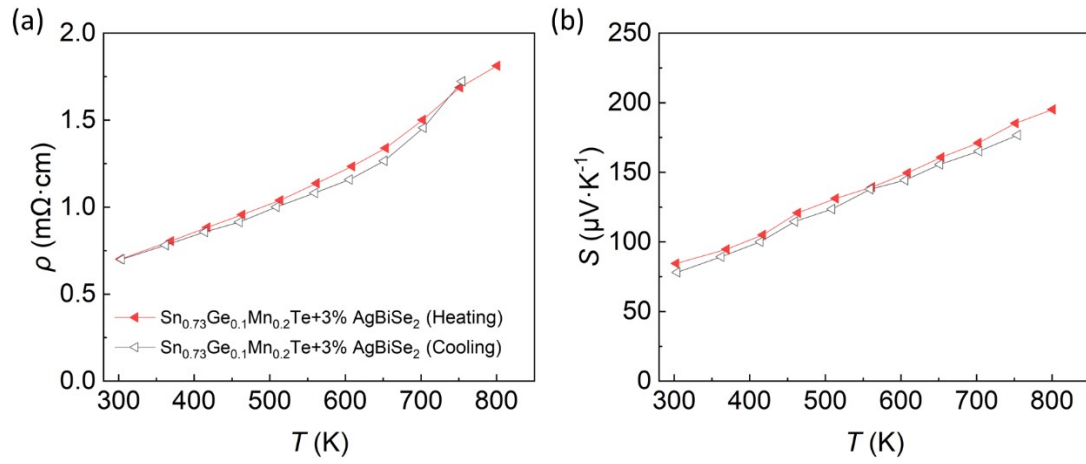 (a)
2.0
1.5
1.0
0.5
0.0
ρ (mΩ·cm)
Sn0.73Ge0.1Mn0.2Te+3% AgBiSe2 (Heating)
Sn0.73Ge0.1Mn0.2Te+3% AgBiSe2 (Cooling)
300 400 500 600 700 800
T (K)
(b)
250
200
150
100
50
0
S (μV·K-1)
300 400 500 600 700 800
T (K)